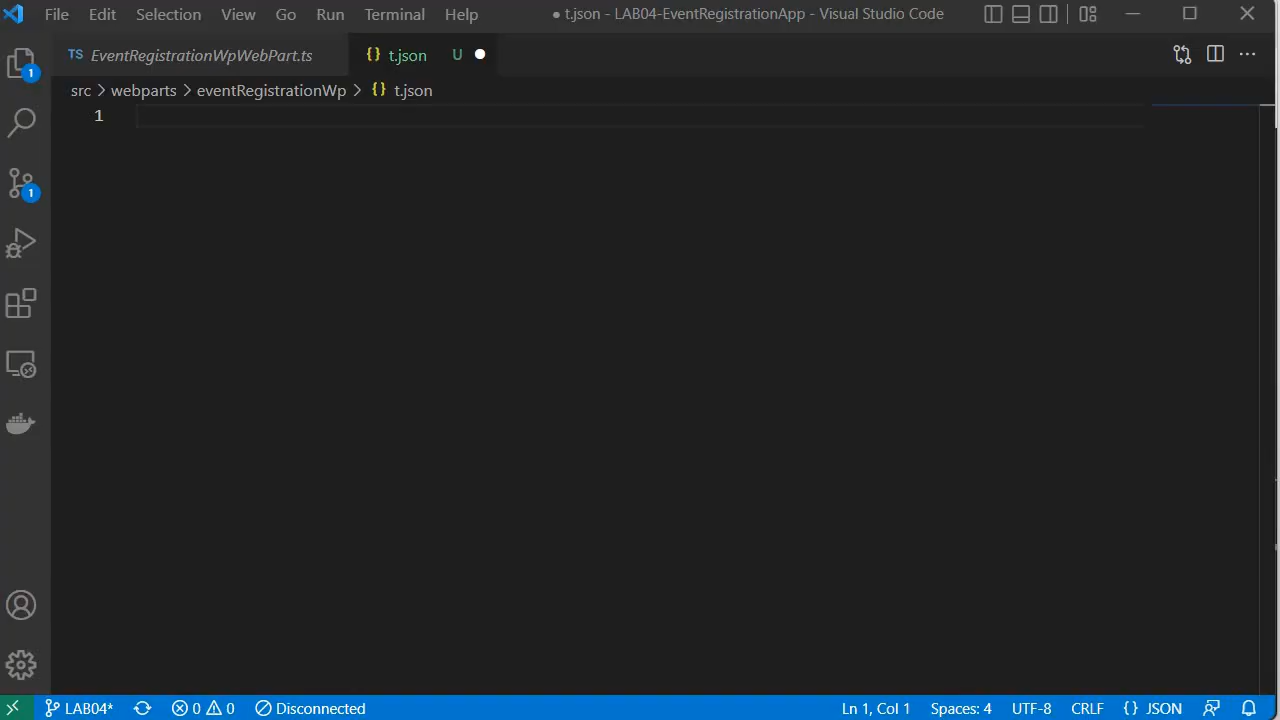 File Edit Selection View Go Run Terminal Help ● t.json - LAB04-EventRegistrationApp - Visual Studio Code
1 TS EventRegistrationWpWebPart.ts {} t.json U
src > webparts > eventRegistrationWp > {} t.json
1
1
LAB04* 0 0 Disconnected Ln 1, Col 1 Spaces: 4 UTF-8 CRLF {} JSON